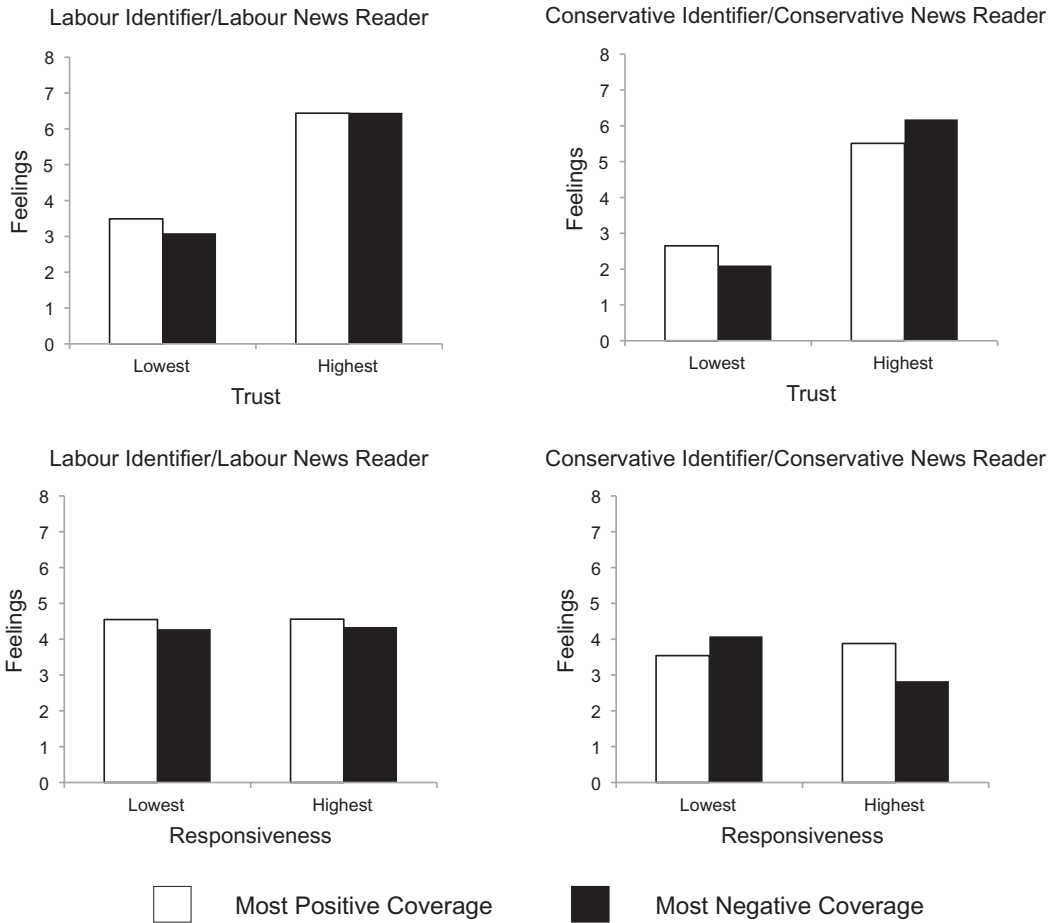 Labour Identifier/Labour News Reader
8
7
6
5
4
3
2
1
0
Feelings
Lowest
Highest
Trust
Conservative Identifier/Conservative News Reader
8
7
6
5
4
3
2
1
0
Feelings
Lowest
Highest
Trust
Labour Identifier/Labour News Reader
8
7
6
5
4
3
2
1
0
Feelings
Lowest
Highest
Responsiveness
Conservative Identifier/Conservative News Reader
8
7
6
5
4
3
2
1
0
Feelings
Lowest
Highest
Responsiveness
Most Positive Coverage
Most Negative Coverage